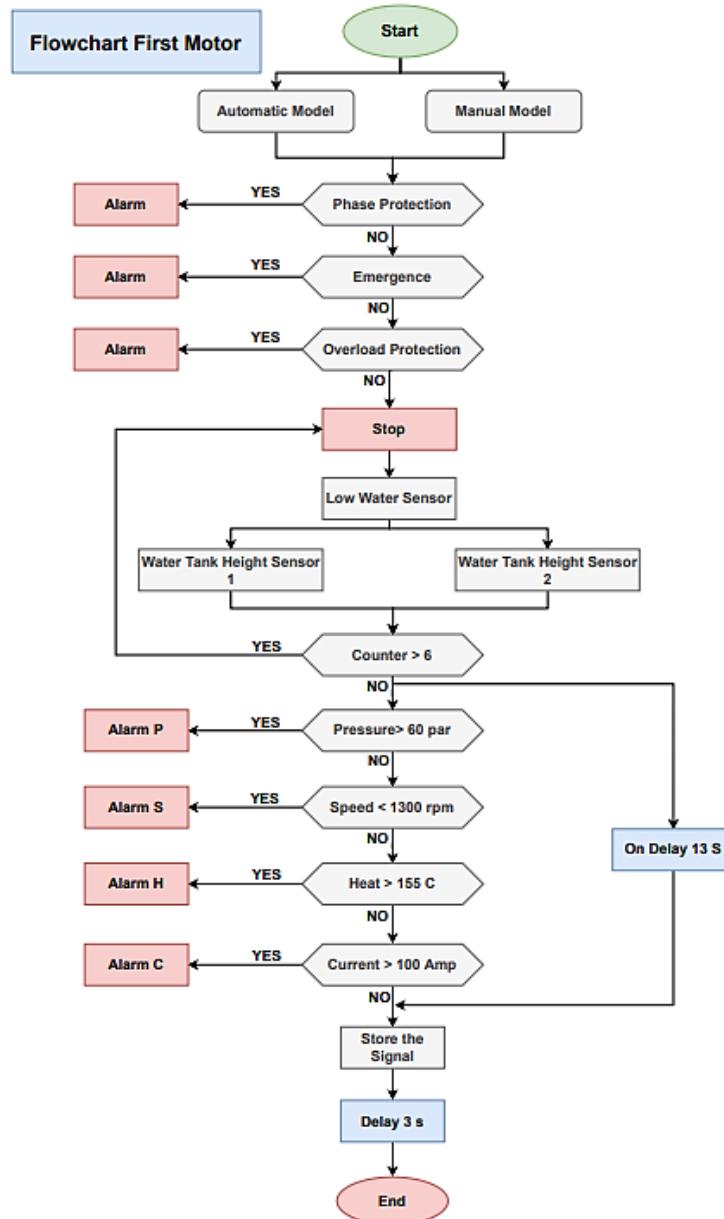 Flowchart First Motor
Start
Automatic Model
Manual Model
YES
Alarm
Phase Protection
NO
YES
Alarm
Emergence
NO
YES
Alarm
Overload Protection
NO
Stop
Low Water Sensor
Water Tank Height Sensor
1
Water Tank Height Sensor
2
YES
Counter > 6
NO
YES
Alarm P
Pressure> 60 par
NO
YES
Alarm S
Speed < 1300 rpm
NO
On Delay 13 S
YES
Alarm H
Heat > 155 C
NO
YES
Alarm C
Current > 100 Amp
NO
Store the
Signal
Delay 3 s
End